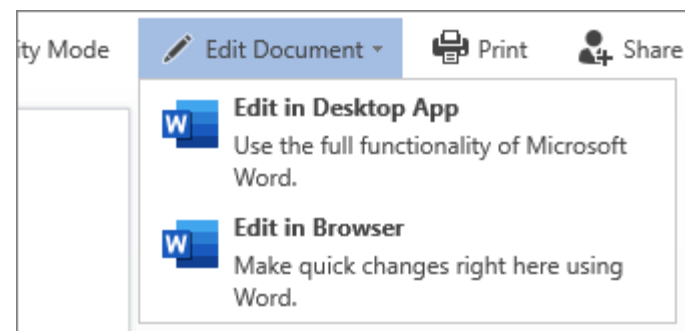 ity Mode Edit Document Print Share
Edit in Desktop App
Use the full functionality of Microsoft
Word.
Edit in Browser
Make quick changes right here using
Word.